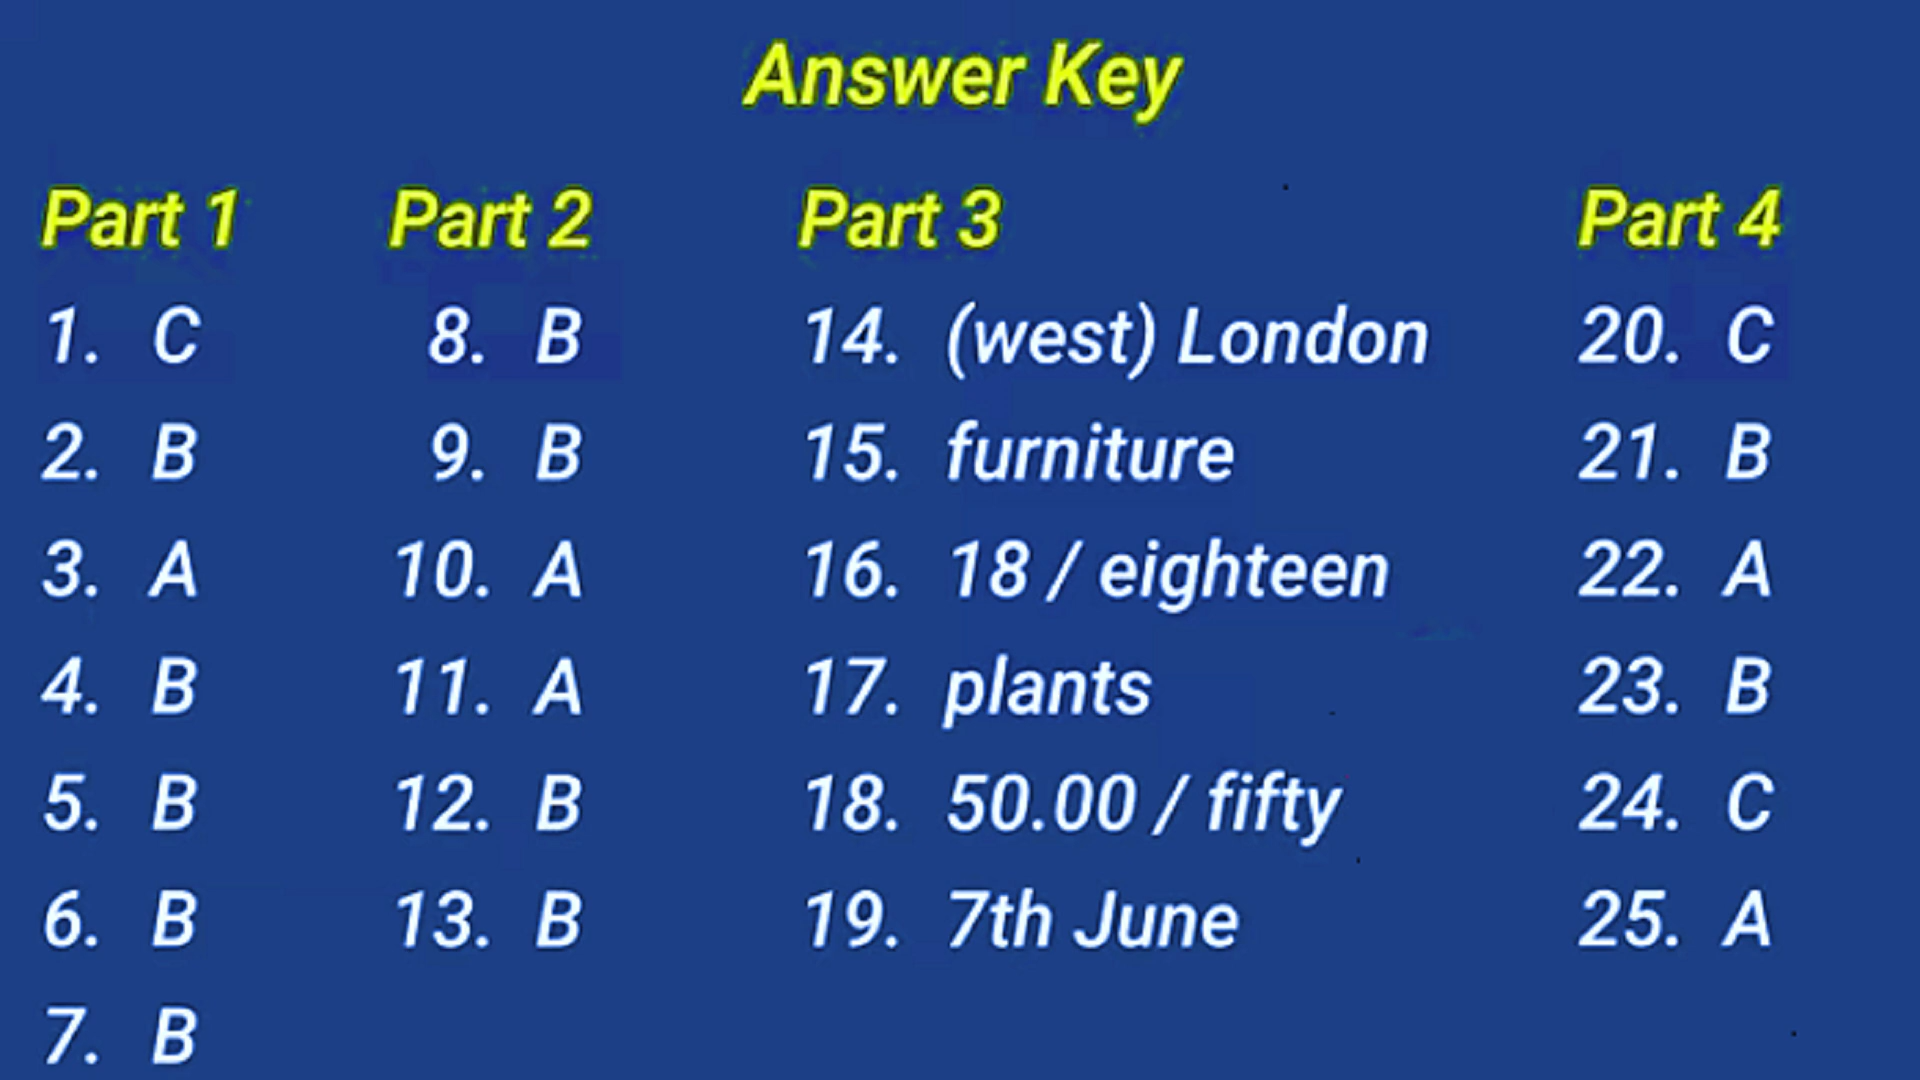 Answer Key
Part 1
1. C
2. B
3. A
4. B
5. B
6. B
7. B
Part 2
8. B
9. B
10. A
11. A
12. B
13. B
Part 3
14. (west) London
15. furniture
16. 18 / eighteen
17. plants
18. 50.00 / fifty
19. 7th June
Part 4
20. C
21. B
22. A
23. B
24. C
25. A